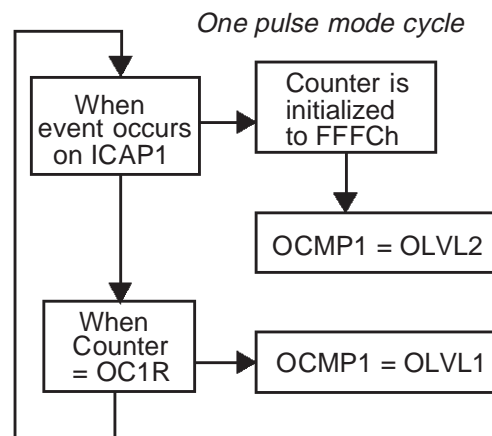 One pulse mode cycle
When
event occurs
on ICAP1
Counter is
initialized
to FFFCh
OCMP1 = OLVL2
When
Counter
= OC1R
OCMP1 = OLVL1